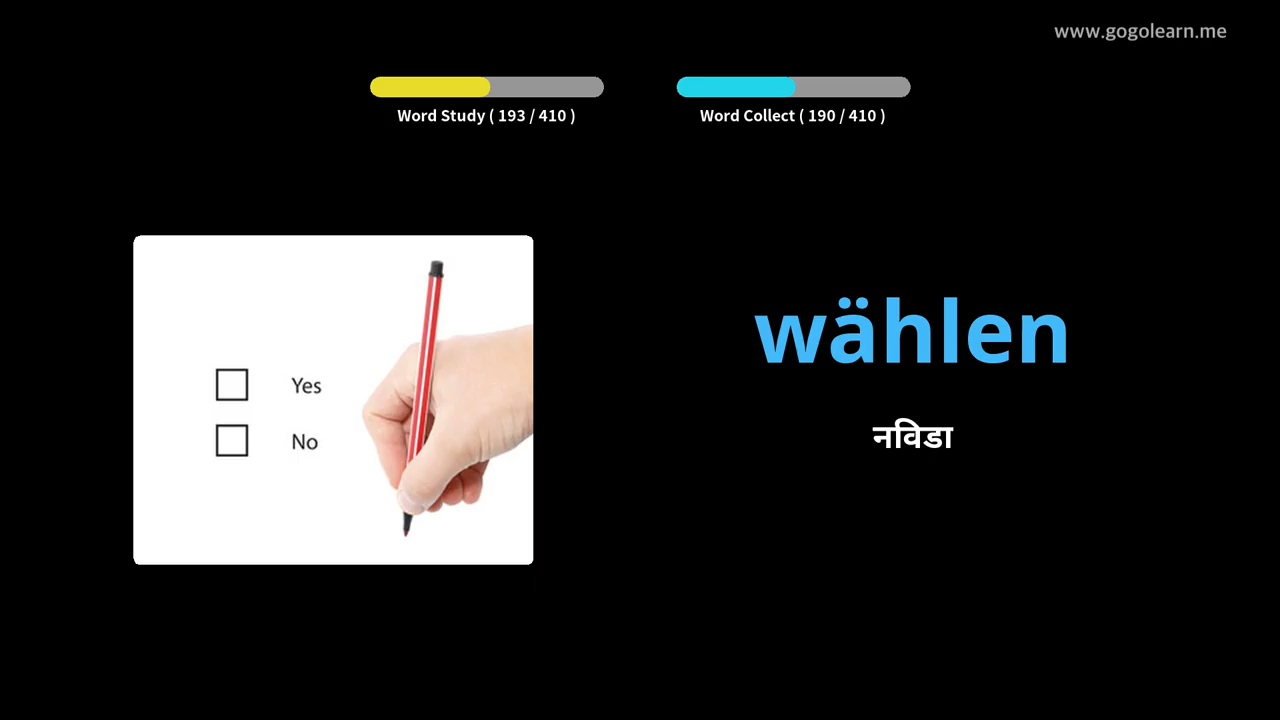 www.gogolearn.me
Word Study ( 193 / 410 )
Word Collect ( 190 / 410 )
Yes
No
wählen
नविडा